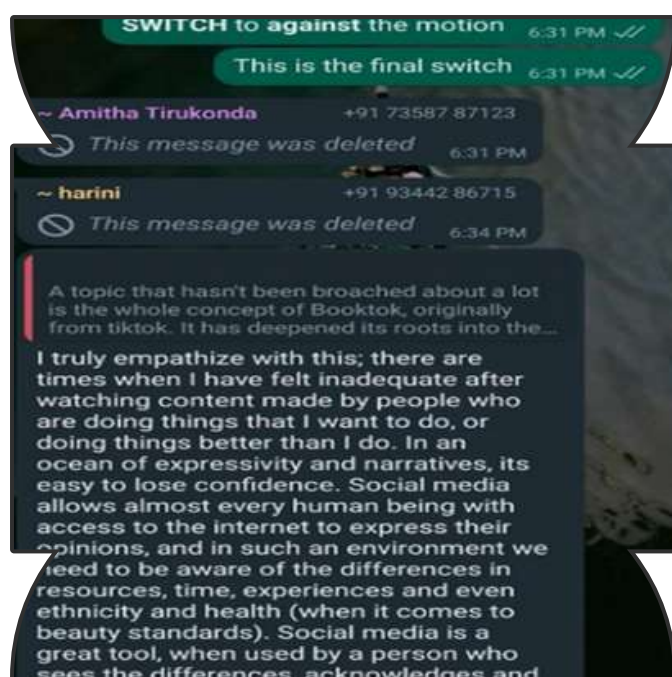 SWITCH to against the motion 6:31 PM
This is the final switch 6:31 PM
~ Amitha Tirukonda +91 73587 87123
This message was deleted 6:31 PM
~ harini +91 93442 86715
This message was deleted 6:34 PM
A topic that hasn't been broached about a lot
is the whole concept of Booktok, originally
from tiktok. It has deepened its roots into the...
I truly empathize with this; there are
times when I have felt inadequate after
watching content made by people who
are doing things that I want to do, or
doing things better than I do. In an
ocean of expressivity and narratives, its
easy to lose confidence. Social media
allows almost every human being with
access to the internet to express their
opinions, and in such an environment we
need to be aware of the differences in
resources, time, experiences and even
ethnicity and health (when it comes to
beauty standards). Social media is a
great tool, when used by a person who
sees the differences, acknowledges and